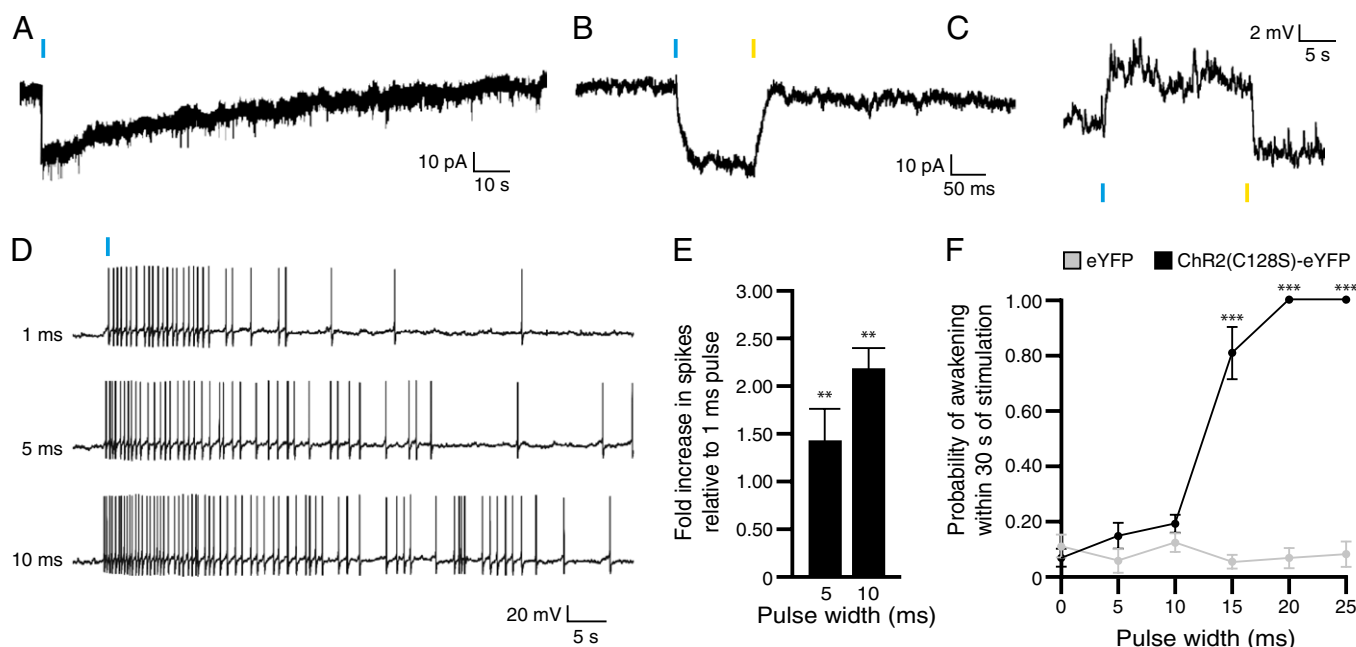 A
10 pA
10 s
B
10 pA
50 ms
C
2 mV
5 s
D
1 ms
5 ms
10 ms
20 mV
5 s
E
Fold increase in spikes
relative to 1 ms pulse
3.00
2.50
2.00
1.50
1.00
0.50
0
**
**
5 10
Pulse width (ms)
F
eYFP ChR2(C128S)-eYFP
Probability of awakening
within 30 s of stimulation
1.00
0.80
0.60
0.40
0.20
0.00
***
***
***
0 5 10 15 20 25
Pulse width (ms)